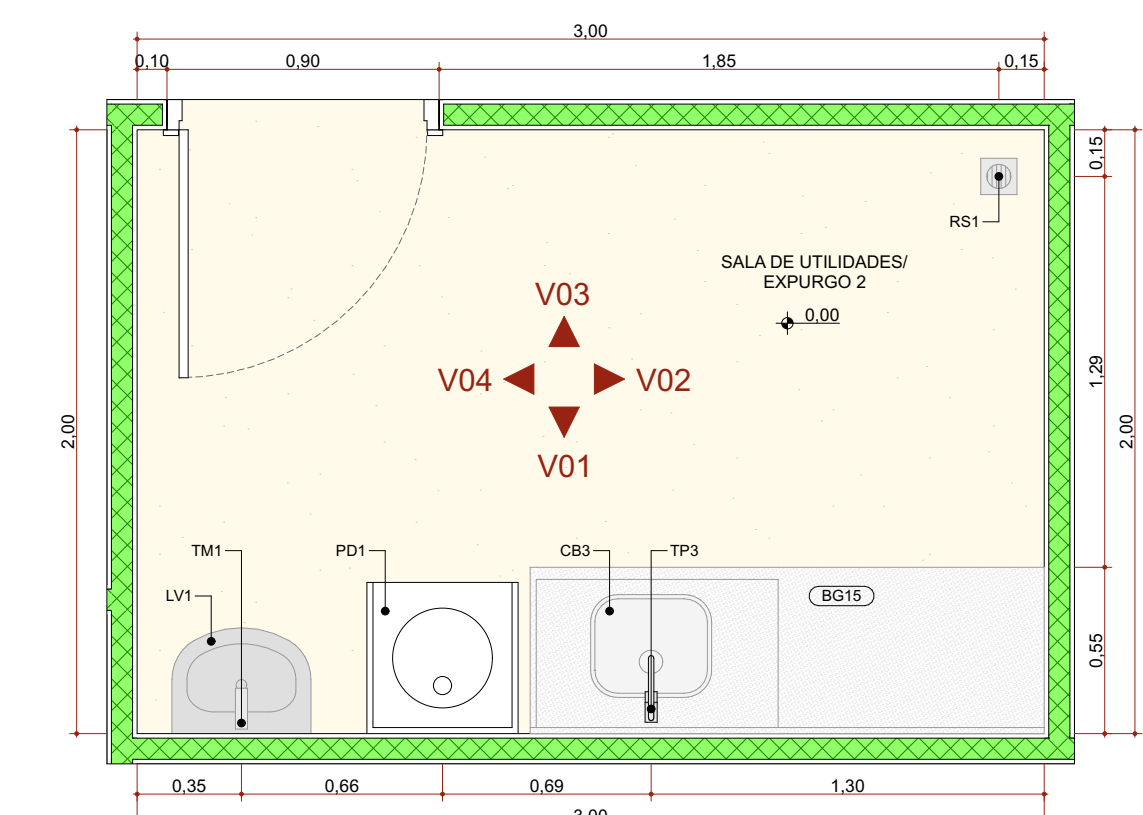 3,00
0,10
0,90
1,85
0,15
0,15
RS1
SALA DE UTILIDADES/
EXPURGO 2
0,00
V03
V04
V02
V01
1,29
2,00
2,00
TM1
PD1
CB3
TP3
LV1
BG15
0,55
0,35
0,66
0,69
1,30
3,00